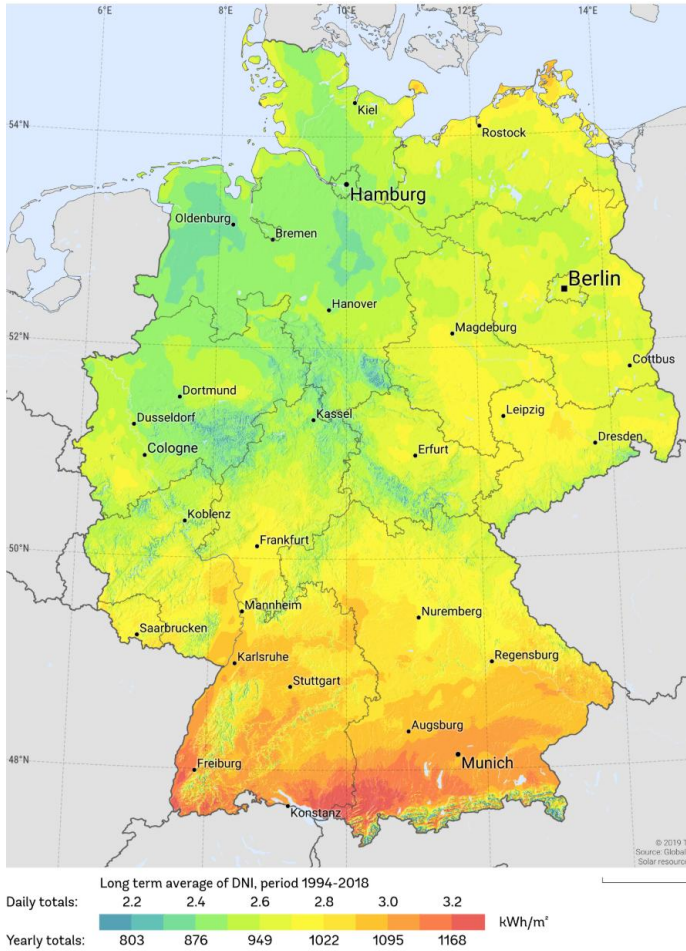 6°E 8°E 10°E 12°E 14°E
Kiel
54°N
Rostock
Hamburg
Oldenburg
Bremen
Berlin
Hanover
Magdeburg
52°N
Cottbus
Dortmund
Leipzig
Kassel
Dusseldorf
Dresden
Cologne
Erfurt
Koblenz
50°N
Frankfurt
Mannheim
Nuremberg
Saarbrucken
Karlsruhe
Regensburg
Stuttgart
Augsburg
48°N
Freiburg
Munich
Konstanz
© 2019
Source: Global
Solar resource
Long term average of DNI, period 1994-2018
Daily totals: 2.2 2.4 2.6 2.8 3.0 3.2
kWh/m²
Yearly totals: 803 876 949 1022 1095 1168